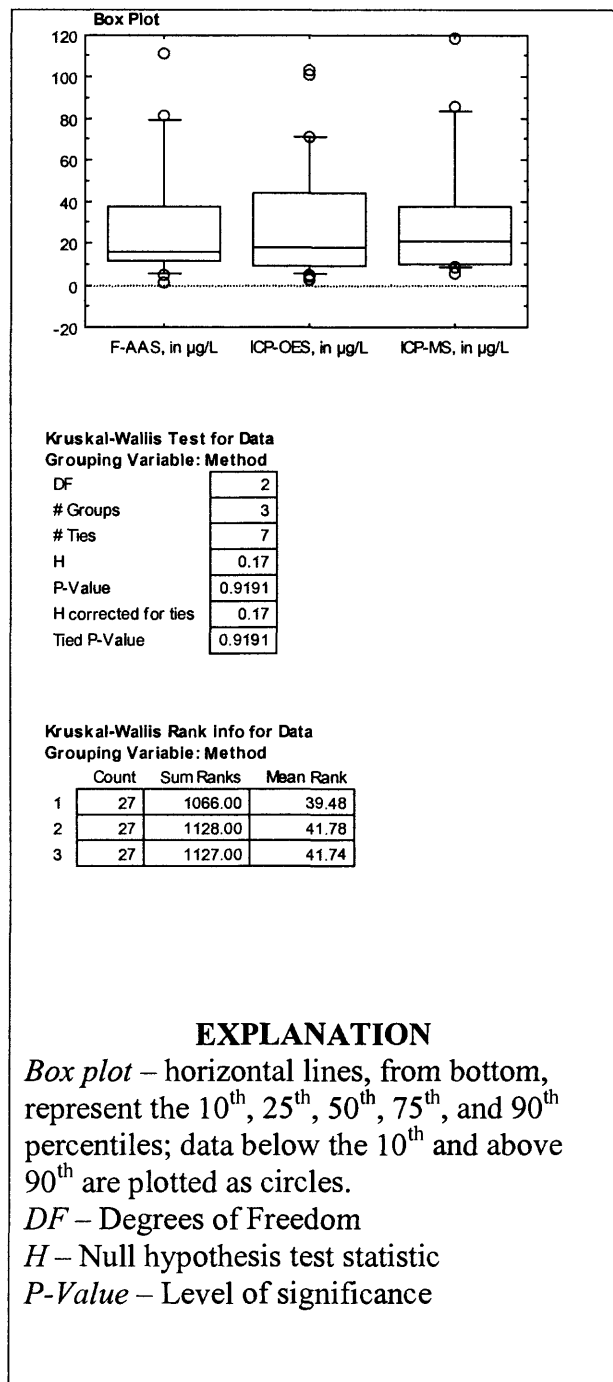 Box Plot
120
100
80
60
40
20
0
-20
F-AAS, in µg/L ICP-OES, in µg/L ICP-MS, in µg/L
Kruskal-Wallis Test for Data
Grouping Variable: Method
DF 2
# Groups 3
# Ties 7
H 0.17
P-Value 0.9191
H corrected for ties 0.17
Tied P-Value 0.9191
Kruskal-Wallis Rank Info for Data
Grouping Variable: Method
Count Sum Ranks Mean Rank
1 27 1066.00 39.48
2 27 1128.00 41.78
3 27 1127.00 41.74
EXPLANATION
Box plot – horizontal lines, from bottom,
represent the 10th, 25th, 50th, 75th, and 90th
percentiles; data below the 10th and above
90th are plotted as circles.
DF – Degrees of Freedom
H – Null hypothesis test statistic
P-Value – Level of significance